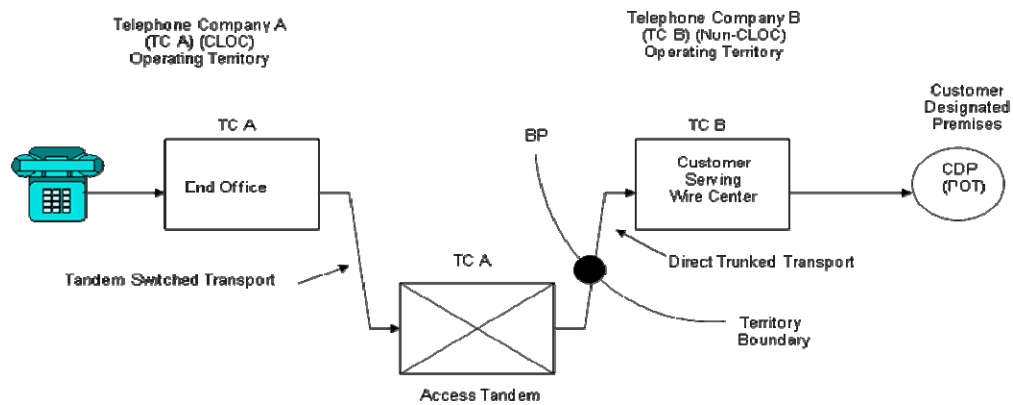 Telephone Company A
(TC A) (CLOC)
Operating Territory
Telephone Company B
(TC B) (Non-CLOC)
Operating Territory
Customer
Designated
Premises
TC A
BP
TC B
End Office
Customer
Serving
Wire Center
CDP
(POT)
TC A
Tandem Switched Transport
Direct Trunked Transport
Territory
Boundary
Access Tandem